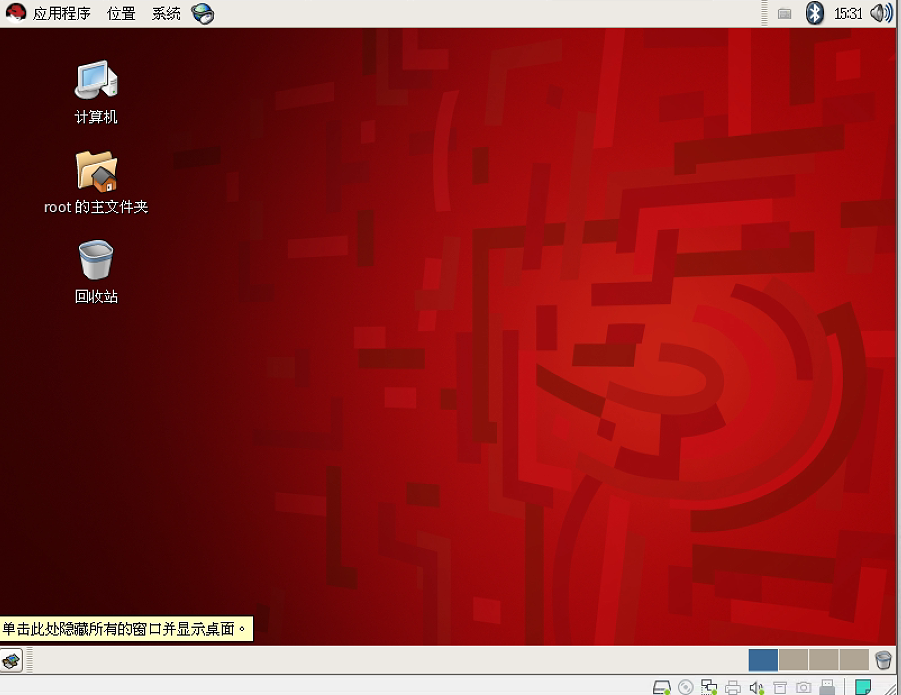 应用程序 位置 系统 15:31
计算机
root 的主文件夹
回收站
单击此处隐藏所有的窗口并显示桌面。